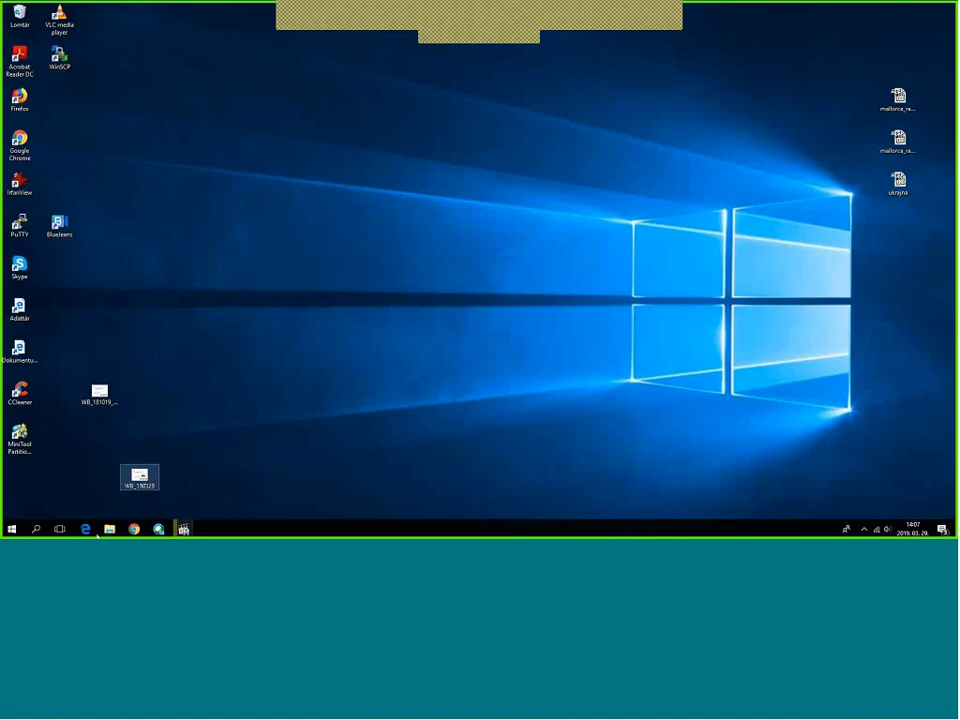 Lomtár
VLC media
player
Acrobat
Reader DC
WinSCP
Firefox
Google
Chrome
IrfanView
PuTTY
BlueJeans
Skype
Adattár
Dokumentu...
CCleaner
MiniTool
Partitio...
WB_181019_...
WB_190329
mallorca_ra...
mallorca_ra...
ukrajna
14:07
2019. 03. 29.